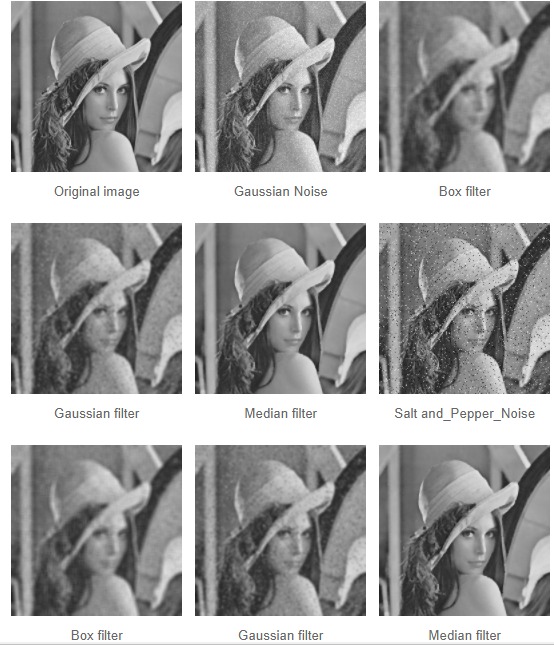 Original image
Gaussian Noise
Box filter
Gaussian filter
Median filter
Salt and_Pepper_Noise
Box filter
Gaussian filter
Median filter